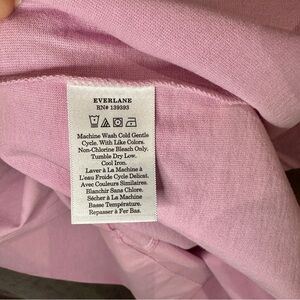 EVERLANE
RN# 139393
Machine Wash Cold Gentle
Cycle. With Like Colors.
Non-Chlorine Bleach Only.
Tumble Dry Low.
Cool Iron.
Laver à La Machine à
L'eau Froide Cycle Délicat.
Avec Couleurs Similaires.
Blanchir Sans Chlore.
Sécher à La Machine
Basse Température.
Repasser à Fer Bas.